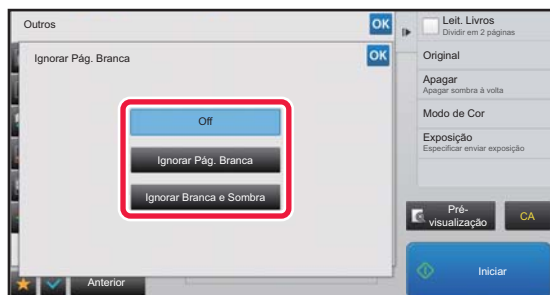 Outros
OK
Ignorar Pág. Branca
OK
Off
Ignorar Pág. Branca
Ignorar Branca e Sombra
Anterior
Leit. Livros
Dividir em 2 páginas
Original
Apagar
Apagar sombra à volta
Modo de Cor
Exposição
Especificar enviar exposição
Pré-
visualização
CA
Iniciar